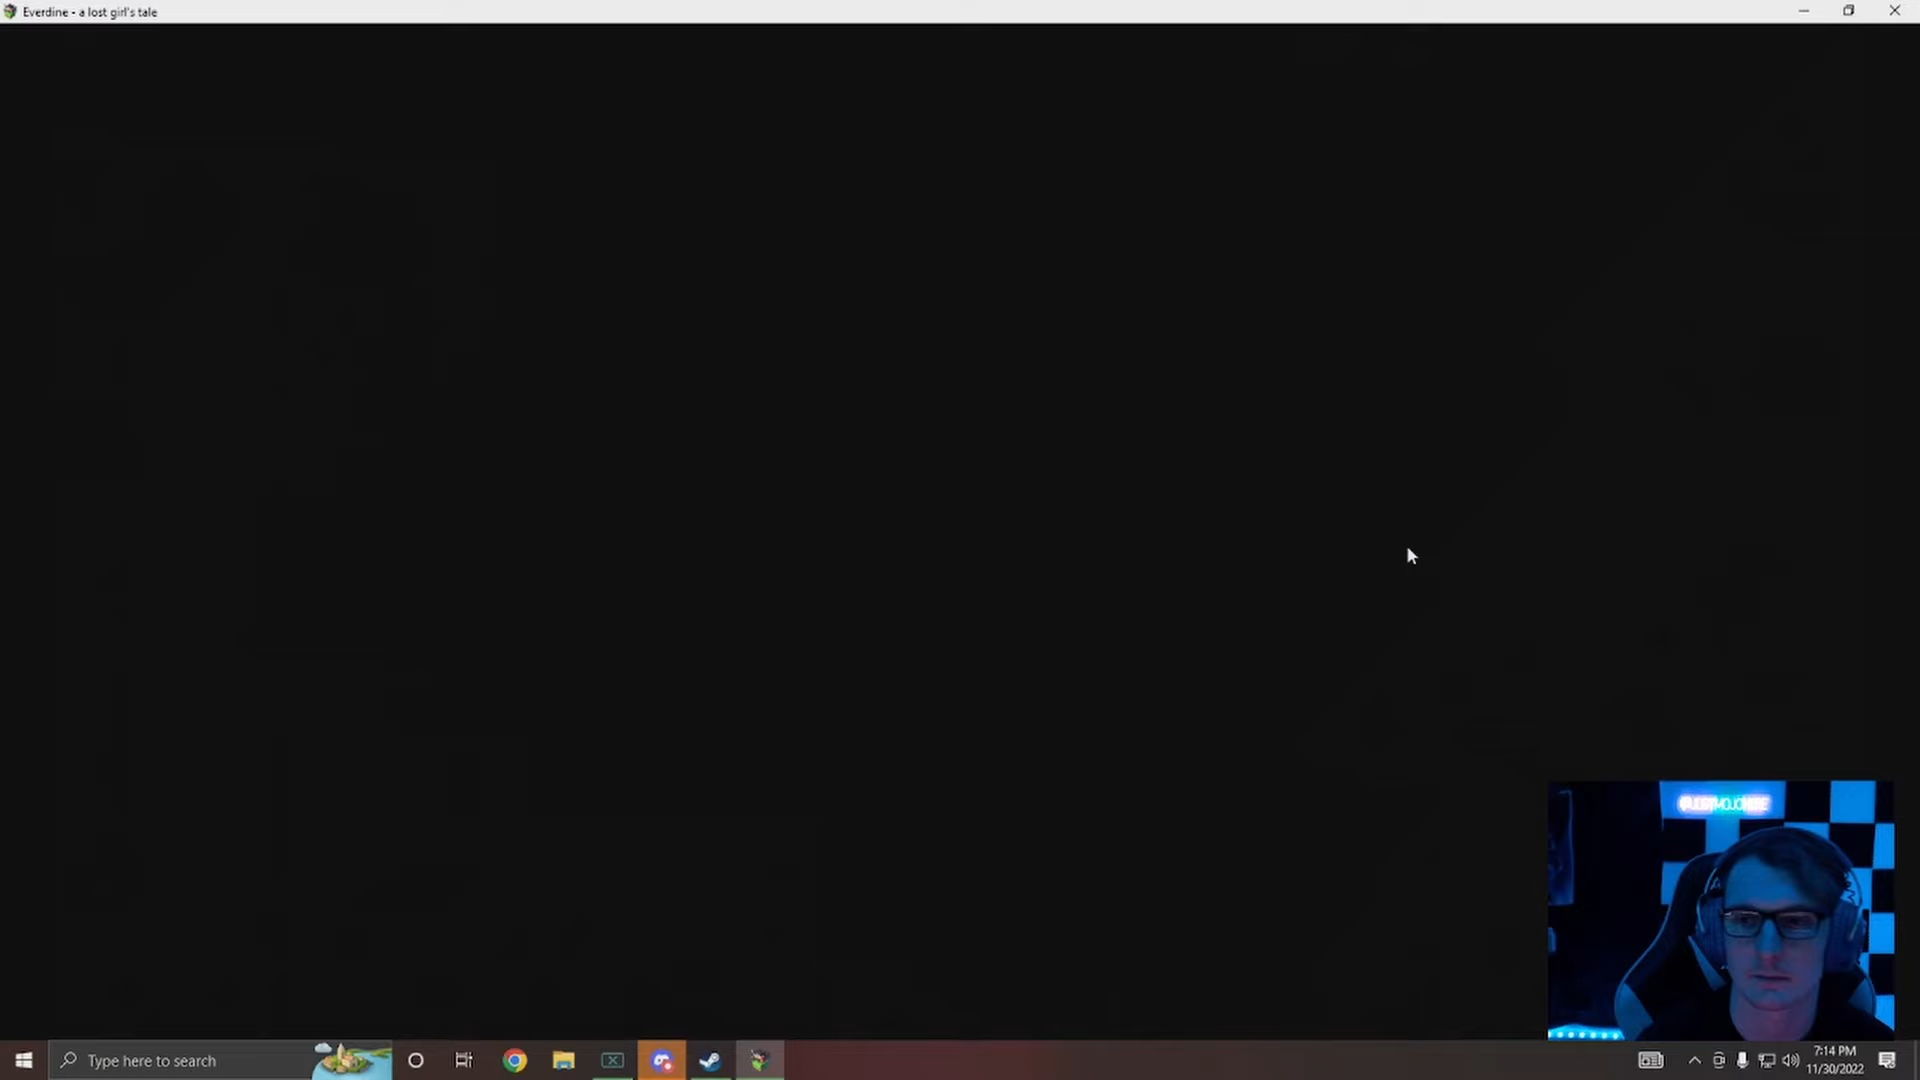 Everdine - a lost girl's tale
Type here to search
7:14 PM
11/30/2022